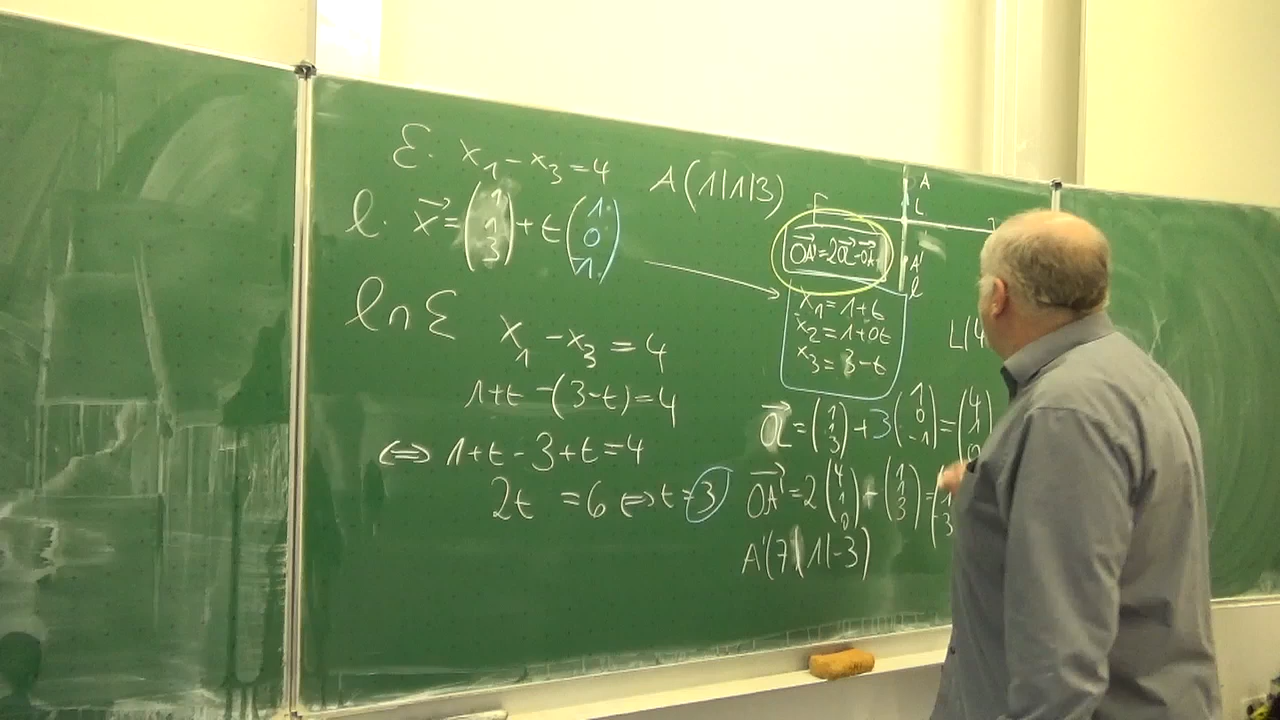 E: x₁ - x₃ = 4
A(1|1|3)
l: x⃗ = (1 1 3) + t (1 0 -1)
l ∩ E
x₁ - x₃ = 4
1+t - (3-t) = 4
⇔ 1+t - 3+t = 4
2t = 6 ⇔ t = 3
E
A
L
A'
l
OA' = 2OL - OA
x₁ = 1+t
x₂ = 1+0t
x₃ = 3-t
L(4
OL = (1 1 3) + 3 (1 0 -1) = (4 1 0
OA' = 2 (4 1 0) + (1 1 3) =
A'(7|1|-3)